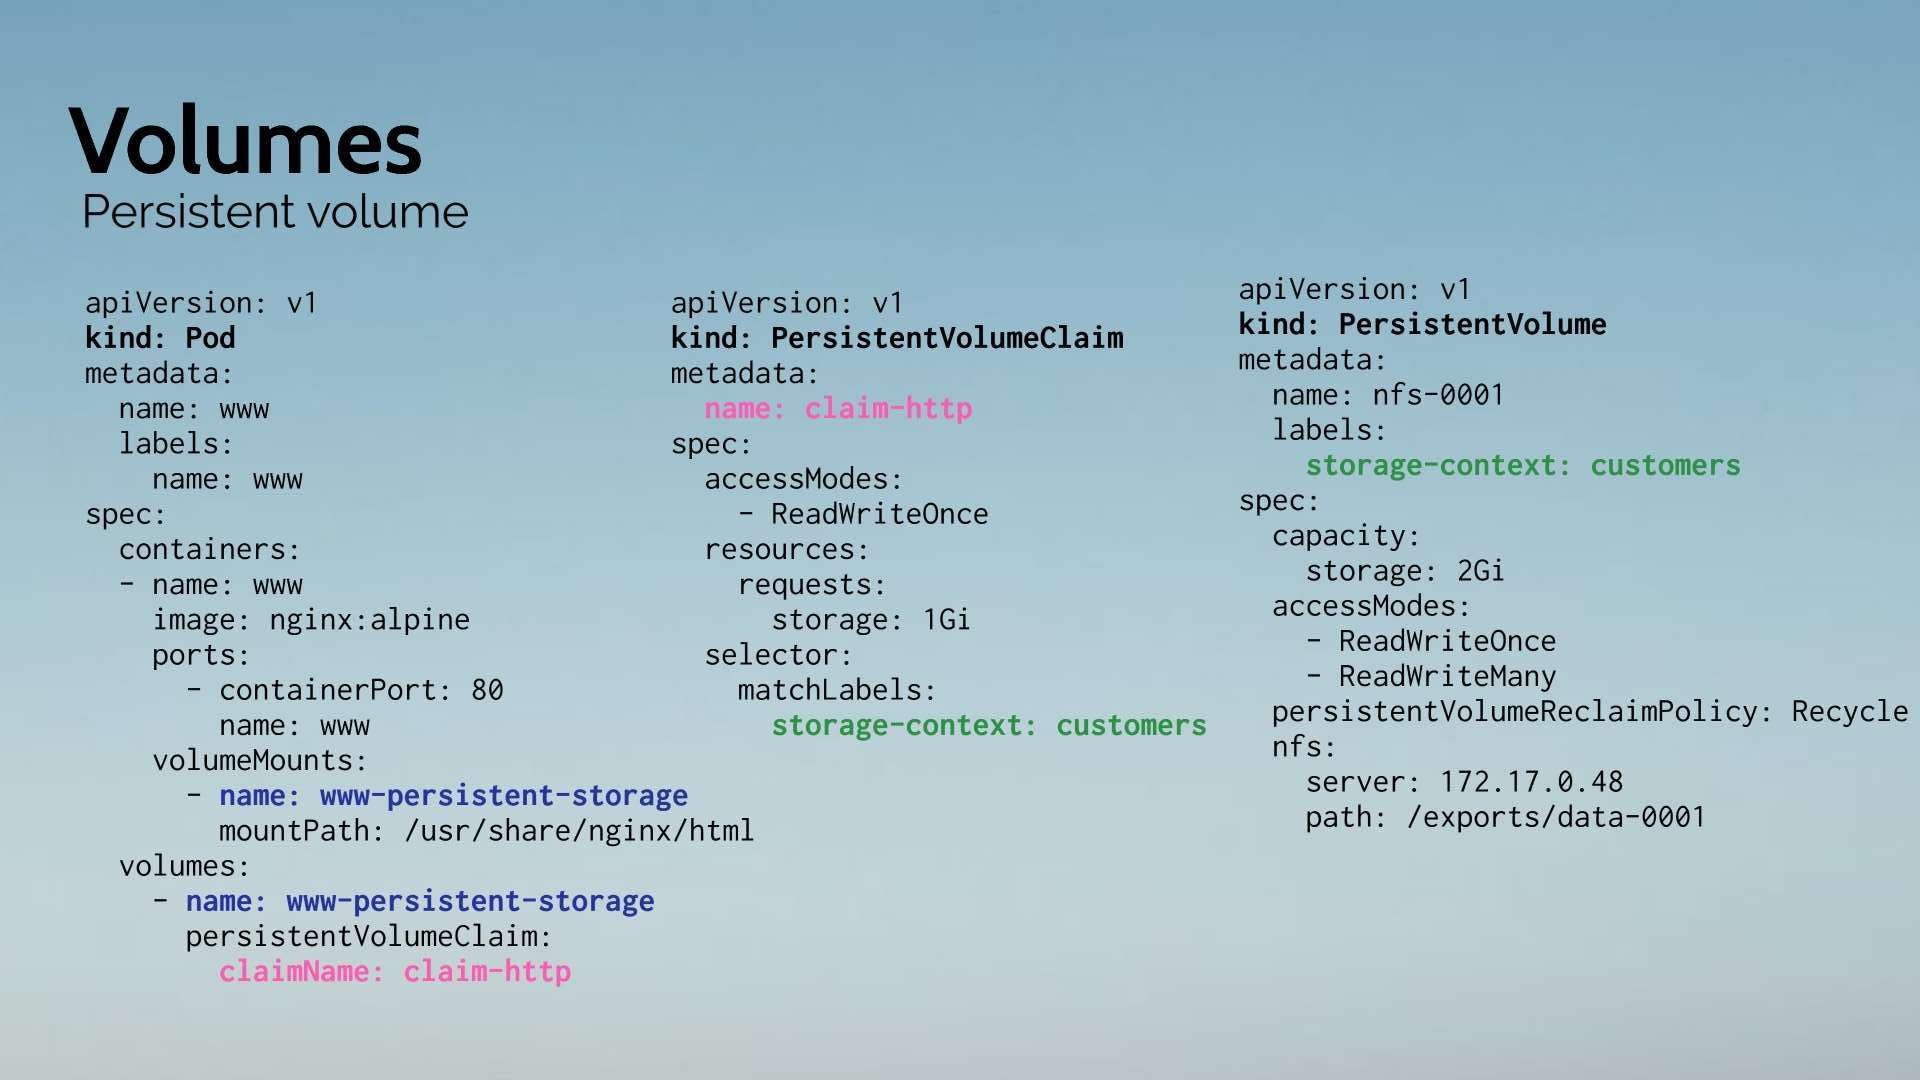 Volumes
Persistent volume
apiVersion: v1
kind: Pod
metadata:
  name: www
  labels:
    name: www
spec:
  containers:
  - name: www
    image: nginx:alpine
    ports:
      - containerPort: 80
        name: www
    volumeMounts:
      - name: www-persistent-storage
        mountPath: /usr/share/nginx/html
  volumes:
    - name: www-persistent-storage
      persistentVolumeClaim:
        claimName: claim-http
apiVersion: v1
kind: PersistentVolumeClaim
metadata:
  name: claim-http
spec:
  accessModes:
    - ReadWriteOnce
  resources:
    requests:
      storage: 1Gi
  selector:
    matchLabels:
      storage-context: customers
apiVersion: v1
kind: PersistentVolume
metadata:
  name: nfs-0001
  labels:
    storage-context: customers
spec:
  capacity:
    storage: 2Gi
  accessModes:
    - ReadWriteOnce
    - ReadWriteMany
  persistentVolumeReclaimPolicy: Recycle
  nfs:
    server: 172.17.0.48
    path: /exports/data-0001